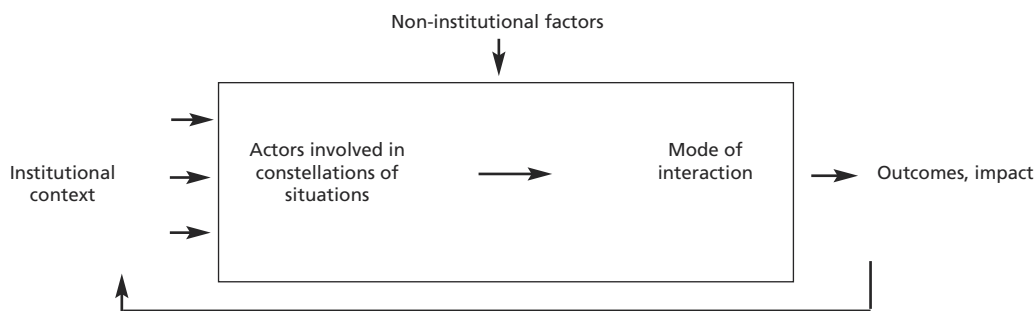 Non-institutional factors
Institutional
context
Actors involved in
constellations of
situations
Mode of
interaction
Outcomes, impact